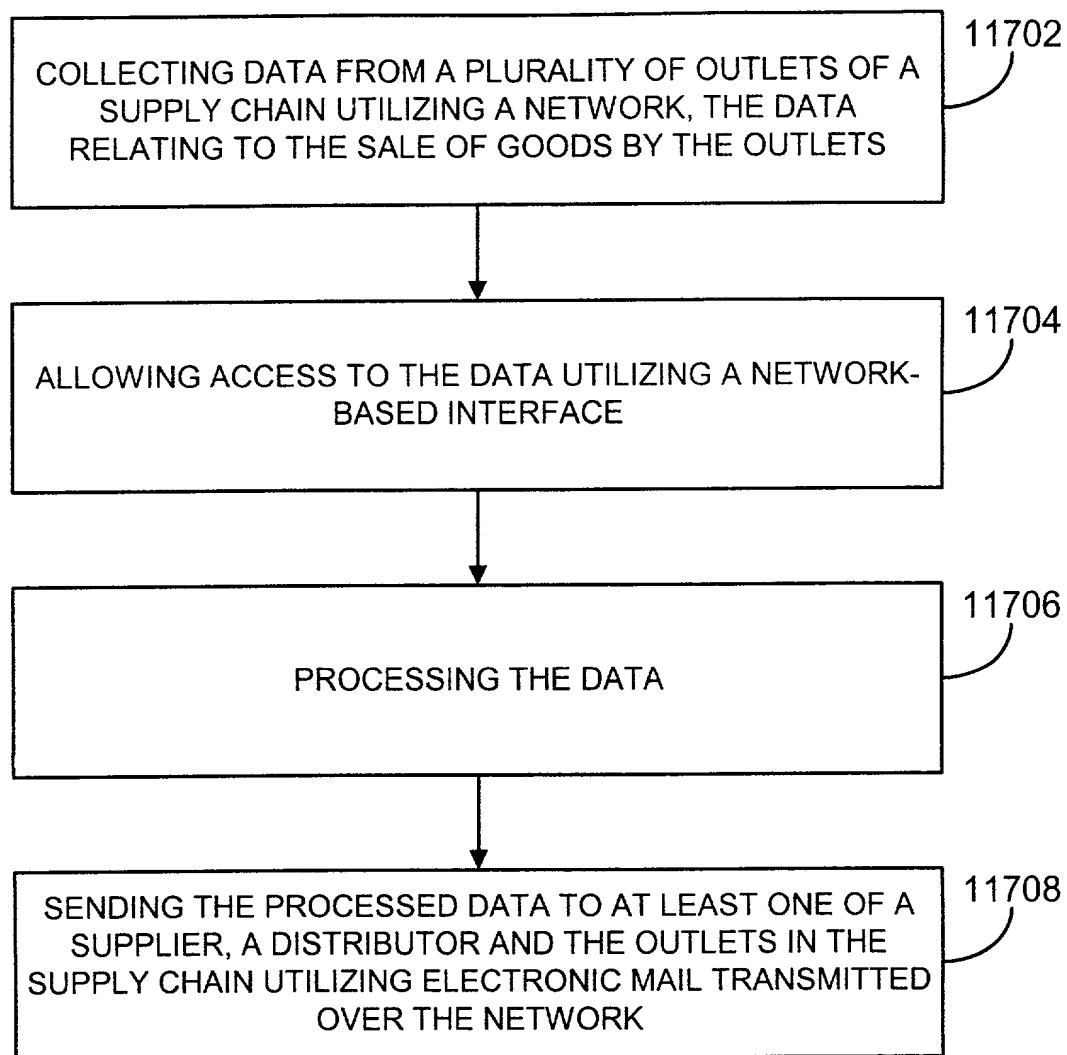 11702
COLLECTING DATA FROM A PLURALITY OF OUTLETS OF A
SUPPLY CHAIN UTILIZING A NETWORK, THE DATA
RELATING TO THE SALE OF GOODS BY THE OUTLETS
11704
ALLOWING ACCESS TO THE DATA UTILIZING A NETWORK-
BASED INTERFACE
11706
PROCESSING THE DATA
11708
SENDING THE PROCESSED DATA TO AT LEAST ONE OF A
SUPPLIER, A DISTRIBUTOR AND THE OUTLETS IN THE
SUPPLY CHAIN UTILIZING ELECTRONIC MAIL TRANSMITTED
OVER THE NETWORK